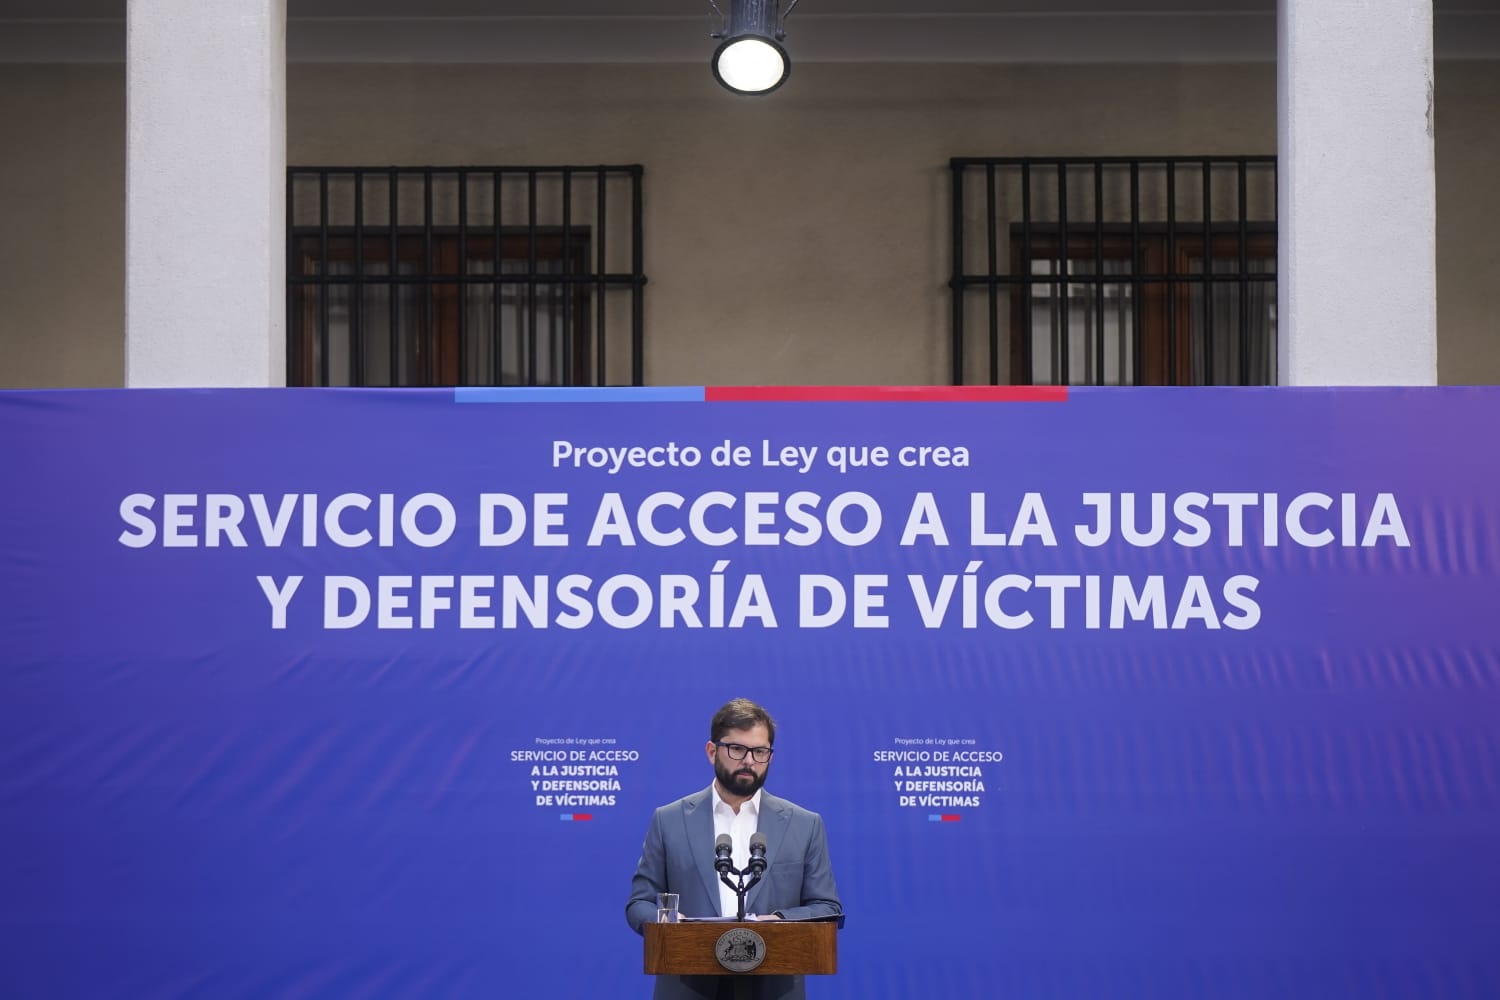 Proyecto de Ley que crea
SERVICIO DE ACCESO A LA JUSTICIA
Y DEFENSORÍA DE VÍCTIMAS
Proyecto de Ley que crea
SERVICIO DE ACCESO
A LA JUSTICIA
Y DEFENSORÍA
DE VÍCTIMAS
Proyecto de Ley que crea
SERVICIO DE ACCESO
A LA JUSTICIA
Y DEFENSORÍA
DE VÍCTIMAS